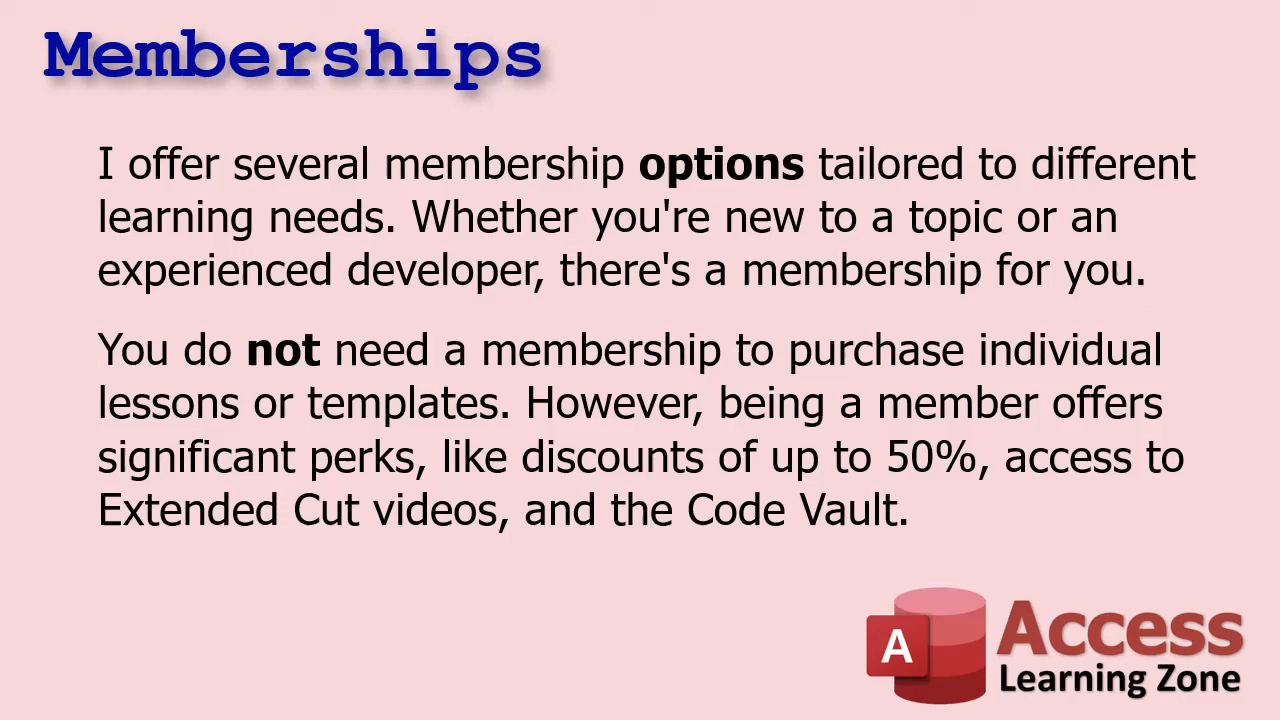 Memberships
I offer several membership options tailored to different
learning needs. Whether you're new to a topic or an
experienced developer, there's a membership for you.
You do not need a membership to purchase individual
lessons or templates. However, being a member offers
significant perks, like discounts of up to 50%, access to
Extended Cut videos, and the Code Vault.
A
Access
Learning Zone